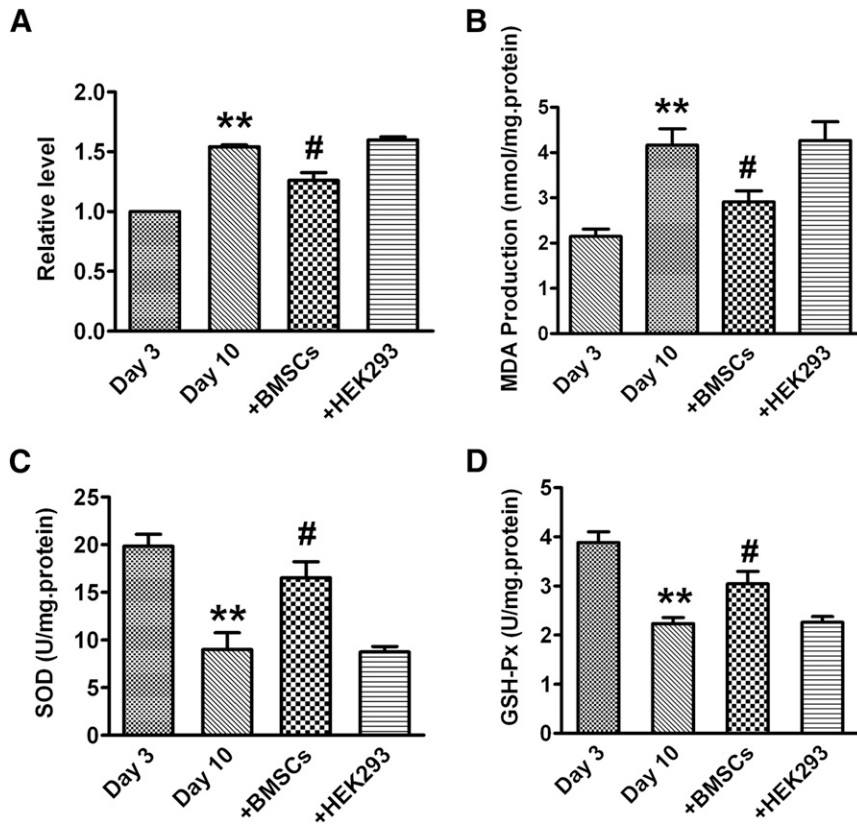 A
Relative level
2.0
1.5
1.0
0.5
0.0
**
#
Day 3
Day 10
+BMSCs
+HEK293
B
MDA Production (nmol/mg.protein)
5
4
3
2
1
0
**
#
Day 3
Day 10
+BMSCs
+HEK293
C
SOD (U/mg.protein)
25
20
15
10
5
0
**
#
Day 3
Day 10
+BMSCs
+HEK293
D
GSH-Px (U/mg.protein)
5
4
3
2
1
0
**
#
Day 3
Day 10
+BMSCs
+HEK293